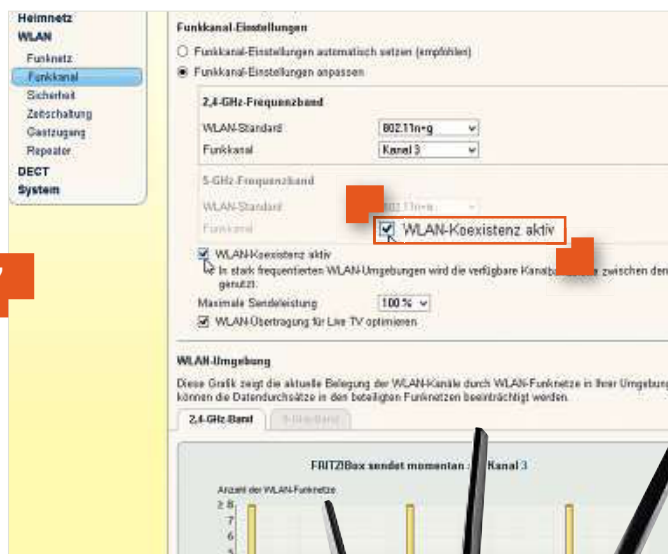 Heimnetz
WLAN
Funknetz
Funkkanal
Sicherheit
Zeitschaltung
Gastzugang
Repeater
DECT
System
Funkkanal-Einstellungen
Funkkanal-Einstellungen automatisch setzen (empfohlen)
Funkkanal-Einstellungen anpassen
2,4-GHz-Frequenzband
WLAN-Standard 802.11n+g
Funkkanal Kanal 3
5-GHz-Frequenzband
WLAN-Standard 802.11n+a
Funkkanal
WLAN-Koexistenz aktiv
WLAN-Koexistenz aktiv
In stark frequentierten WLAN-Umgebungen wird die verfügbare zwischen den
genutzt.
Maximale Sendeleistung 100 %
WLAN-Übertragung für Live TV optimieren
WLAN-Umgebung
Diese Grafik zeigt die aktuelle Belegung der WLAN-Kanäle durch WLAN-Funknetze in Ihrer Umgebung
können die Datendurchsätze in den beteiligten Funknetzen beeinträchtigt werden.
2,4-GHz-Band 5-GHz-Band
FRITZ!Box sendet momentan Kanal 3
Anzahl der WLAN-Funknetze
≥ 8
7
6
5